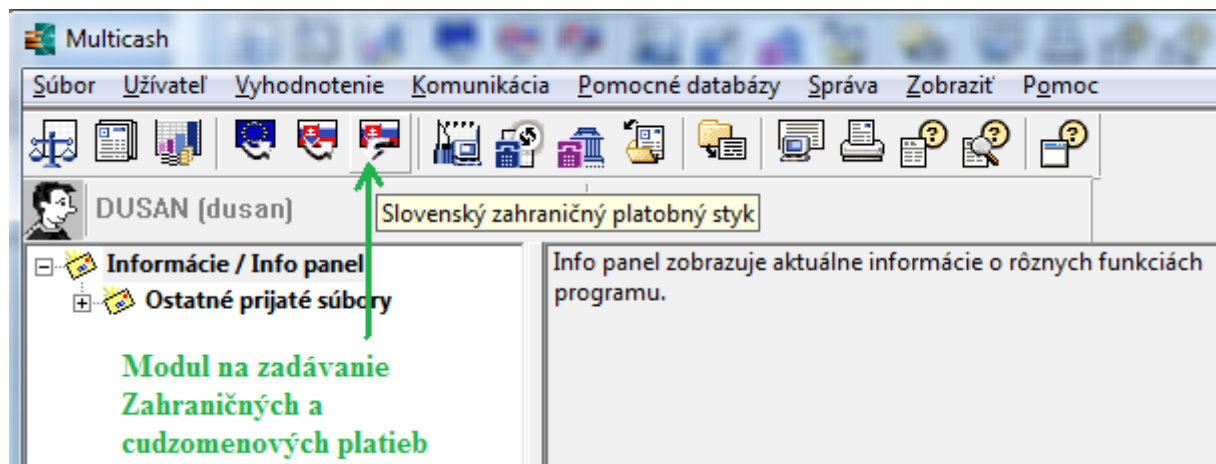 Multicash
Súbor Užívateľ Vyhodnotenie Komunikácia Pomocné databázy Správa Zobraziť Pomoc
DUSAN (dusan)
Slovenský zahraničný platobný styk
Informácie / Info panel
Ostatné prijaté súbory
Info panel zobrazuje aktuálne informácie o rôznych funkciách
programu.
Modul na zadávanie
Zahraničných a
cudzomenových platieb